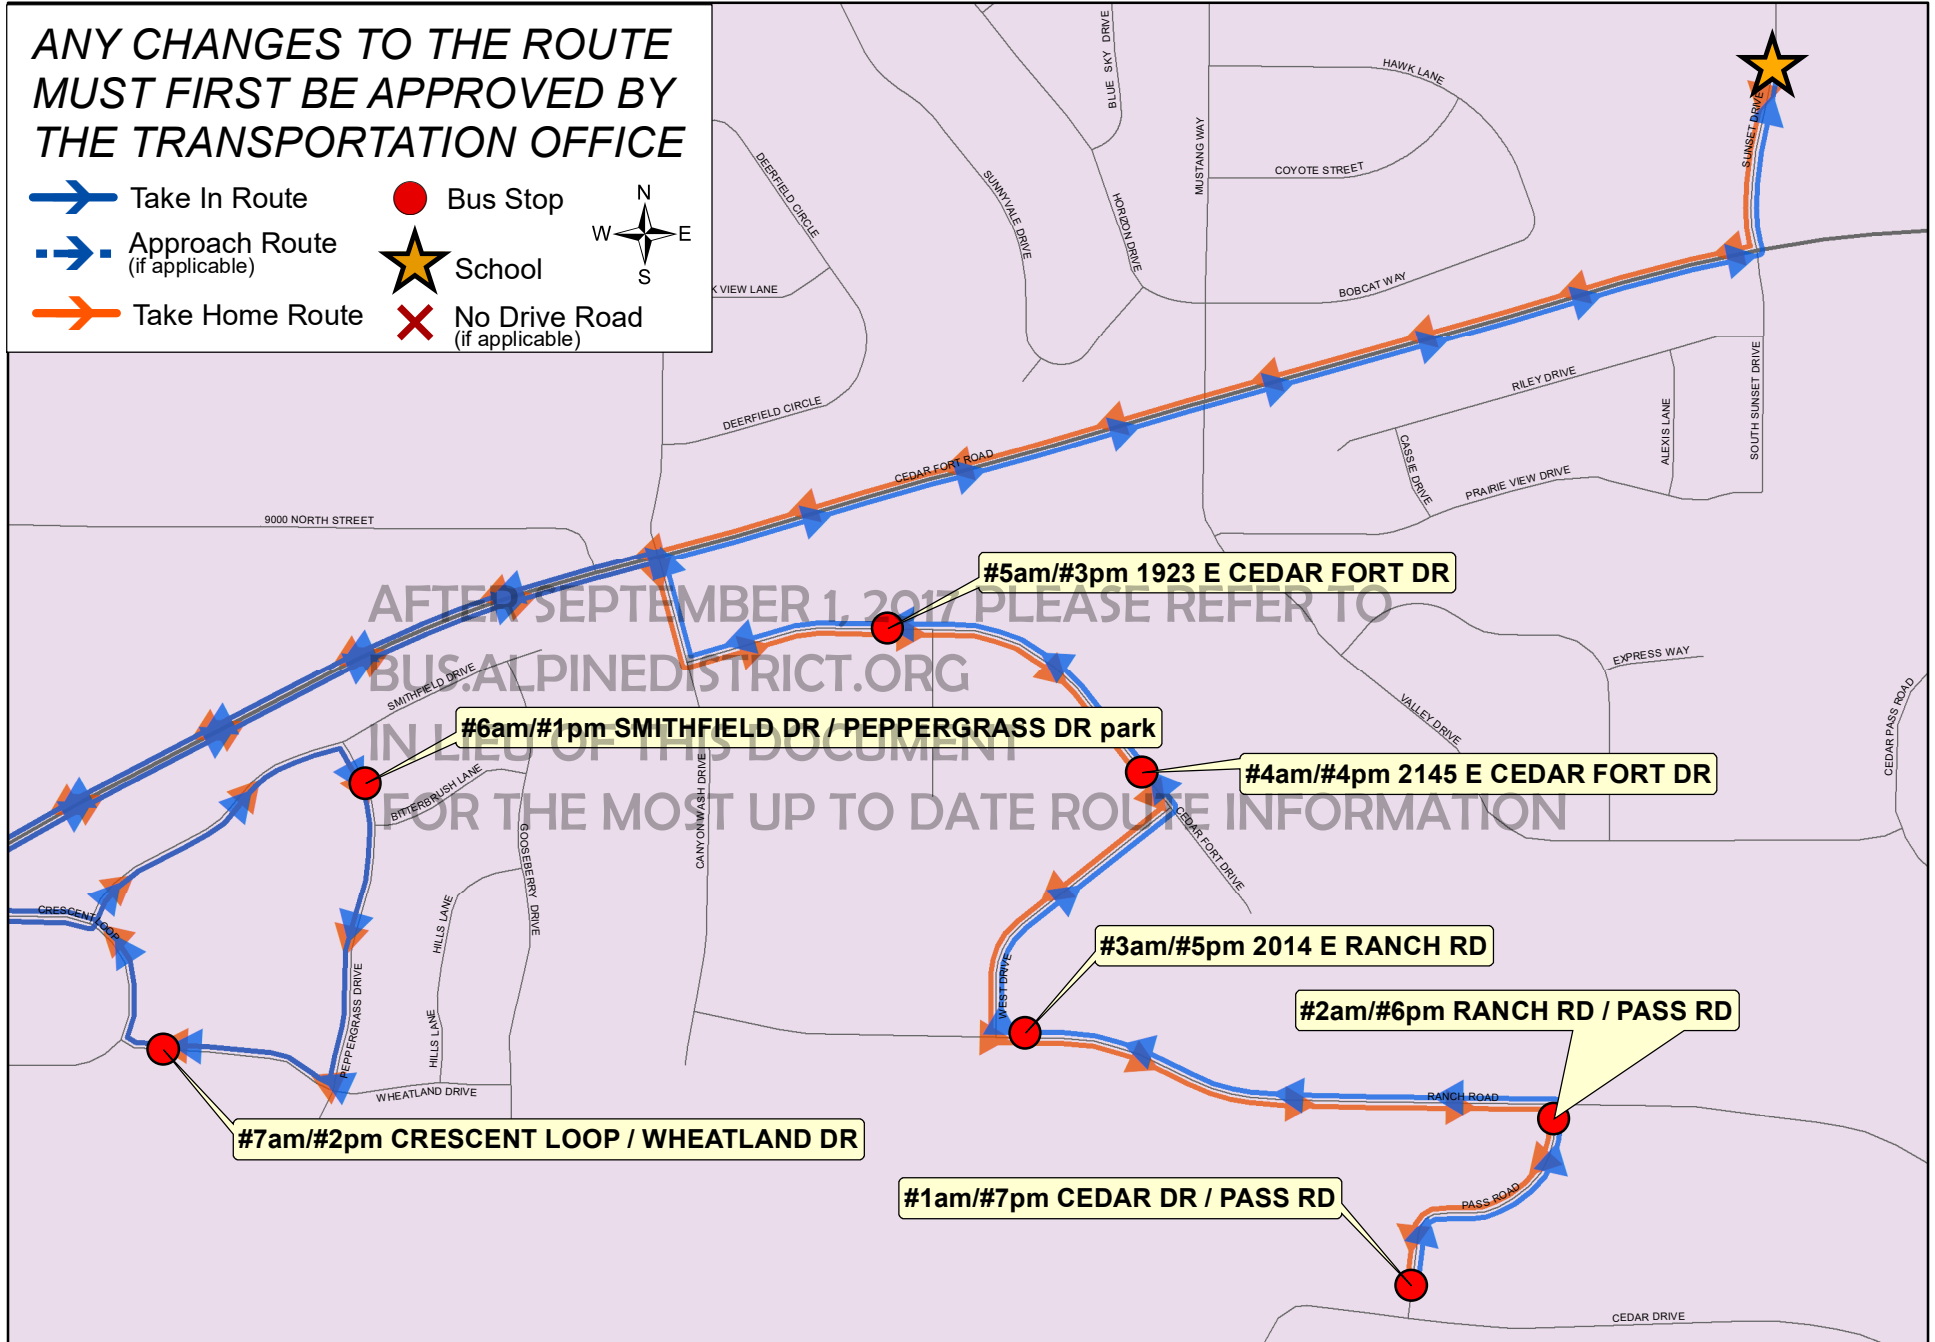 ANY CHANGES TO THE ROUTE
MUST FIRST BE APPROVED BY
THE TRANSPORTATION OFFICE
Take In Route
Bus Stop
Approach Route
(if applicable)
School
Take Home Route
No Drive Road
(if applicable)
N
W E
S
BLUE SKY DRIVE
HAWK LANE
SUNSET DRIVE
MUSTANG WAY
COYOTE STREET
DEERFIELD CIRCLE
SUNNYVALE DRIVE
HORIZON DRIVE
K VIEW LANE
BOBCAT WAY
RILEY DRIVE
SOUTH SUNSET DRIVE
ALEXIS LANE
DEERFIELD CIRCLE
CASSIE DRIVE
CEDAR FORT ROAD
PRAIRIE VIEW DRIVE
9000 NORTH STREET
#5am/#3pm 1923 E CEDAR FORT DR
AFTER SEPTEMBER 1, 2017 PLEASE REFER TO
BUS.ALPINEDISTRICT.ORG
IN LIEU OF THIS DOCUMENT
FOR THE MOST UP TO DATE ROUTE INFORMATION
EXPRESS WAY
SMITHFIELD DRIVE
VALLEY DRIVE
CEDAR PASS ROAD
#6am/#1pm SMITHFIELD DR / PEPPERGRASS DR park
#4am/#4pm 2145 E CEDAR FORT DR
BITTERBRUSH LANE
CANYON WASH DRIVE
GOOSEBERRY DRIVE
CEDAR FORT DRIVE
CRESCENT LOOP
HILLS LANE
#3am/#5pm 2014 E RANCH RD
WEST DRIVE
PEPPERGRASS DRIVE
#2am/#6pm RANCH RD / PASS RD
HILLS LANE
WHEATLAND DRIVE
RANCH ROAD
#7am/#2pm CRESCENT LOOP / WHEATLAND DR
#1am/#7pm CEDAR DR / PASS RD
PASS ROAD
CEDAR DRIVE